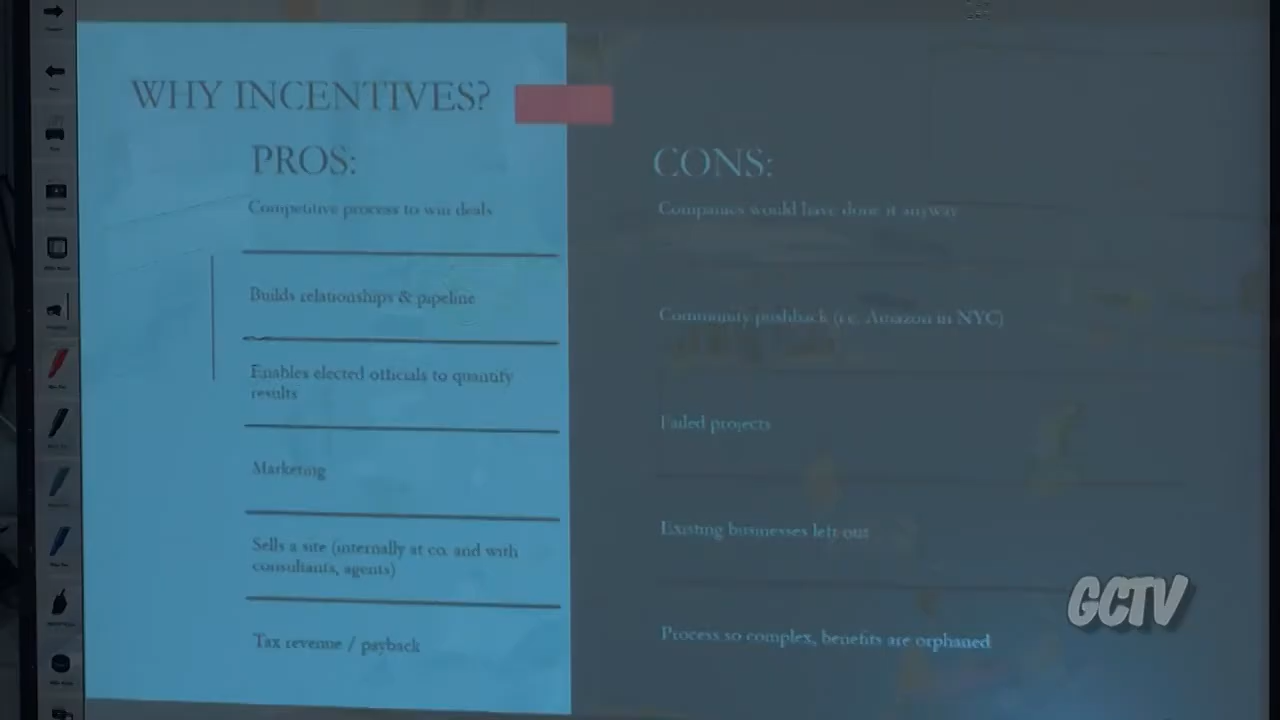 WHY INCENTIVES?
PROS:
Competitive process to win deals
Builds relationships & pipeline
Enables elected officials to quantify
results
Marketing
Sells a site (internally at co. and with
consultants, agents)
Tax revenue / payback
CONS:
Companies would have done it anyway
Community pushback (i.e. Amazon in NYC)
Failed projects
Existing businesses left out
Process so complex, benefits are orphaned
GCTV